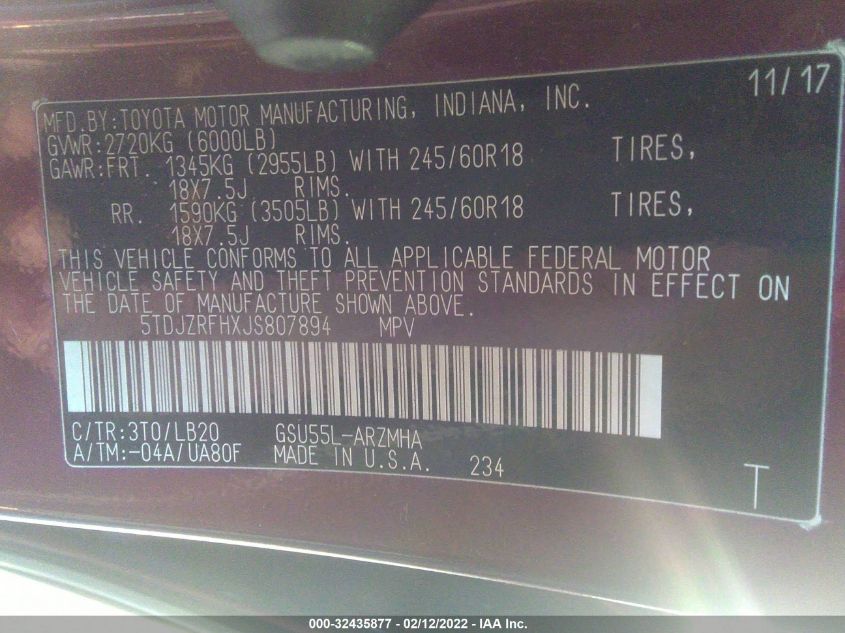 11/17
MFD.BY:TOYOTA MOTOR MANUFACTURING, INDIANA, INC.
GVWR:2720KG (6000LB)
GAWR:FRT. 1345KG (2955LB) WITH 245/60R18 TIRES,
18X7.5J RIMS.
RR. 1590KG (3505LB) WITH 245/60R18 TIRES,
18X7.5J RIMS.
THIS VEHICLE CONFORMS TO ALL APPLICABLE FEDERAL MOTOR
VEHICLE SAFETY AND THEFT PREVENTION STANDARDS IN EFFECT ON
THE DATE OF MANUFACTURE SHOWN ABOVE.
5TDJZRFHXJS807894 MPV
C/TR:3T0/LB20 GSU55L-ARZMHA
A/TM:-04A/UA80F MADE IN U.S.A. 234
T
000-32435877 - 02/12/2022 - IAA Inc.